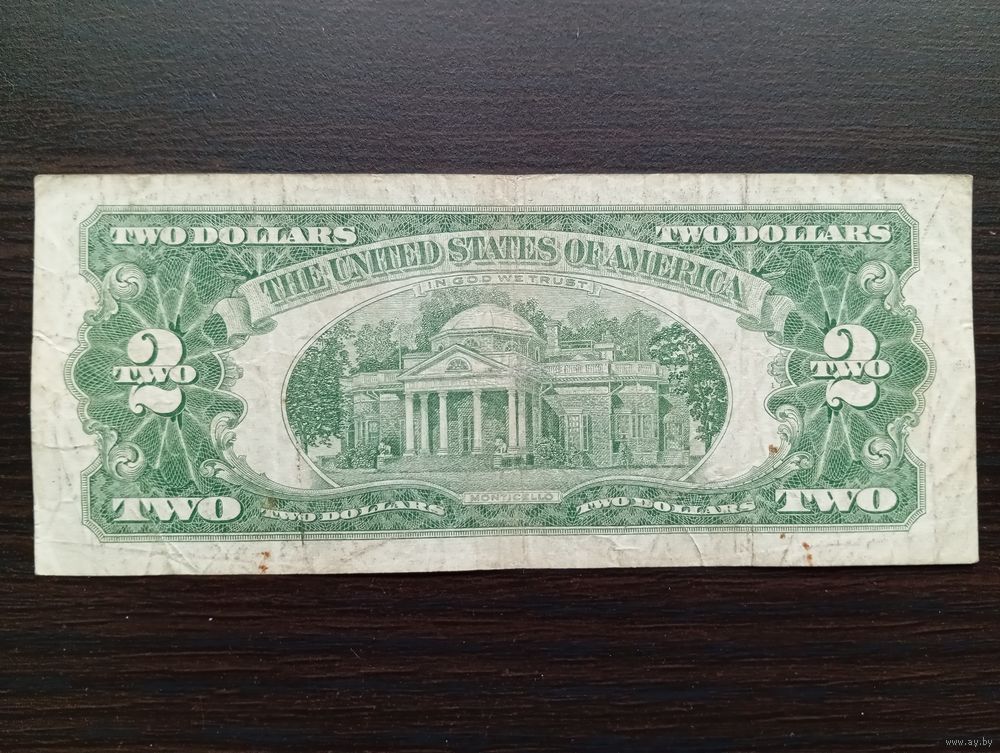 TWO DOLLARS TWO DOLLARS
THE UNITED STATES OF AMERICA
IN GOD WE TRUST
2 2
TWO TWO
MONTICELLO
TWO TWO DOLLARS TWO DOLLARS TWO
www.ay.by